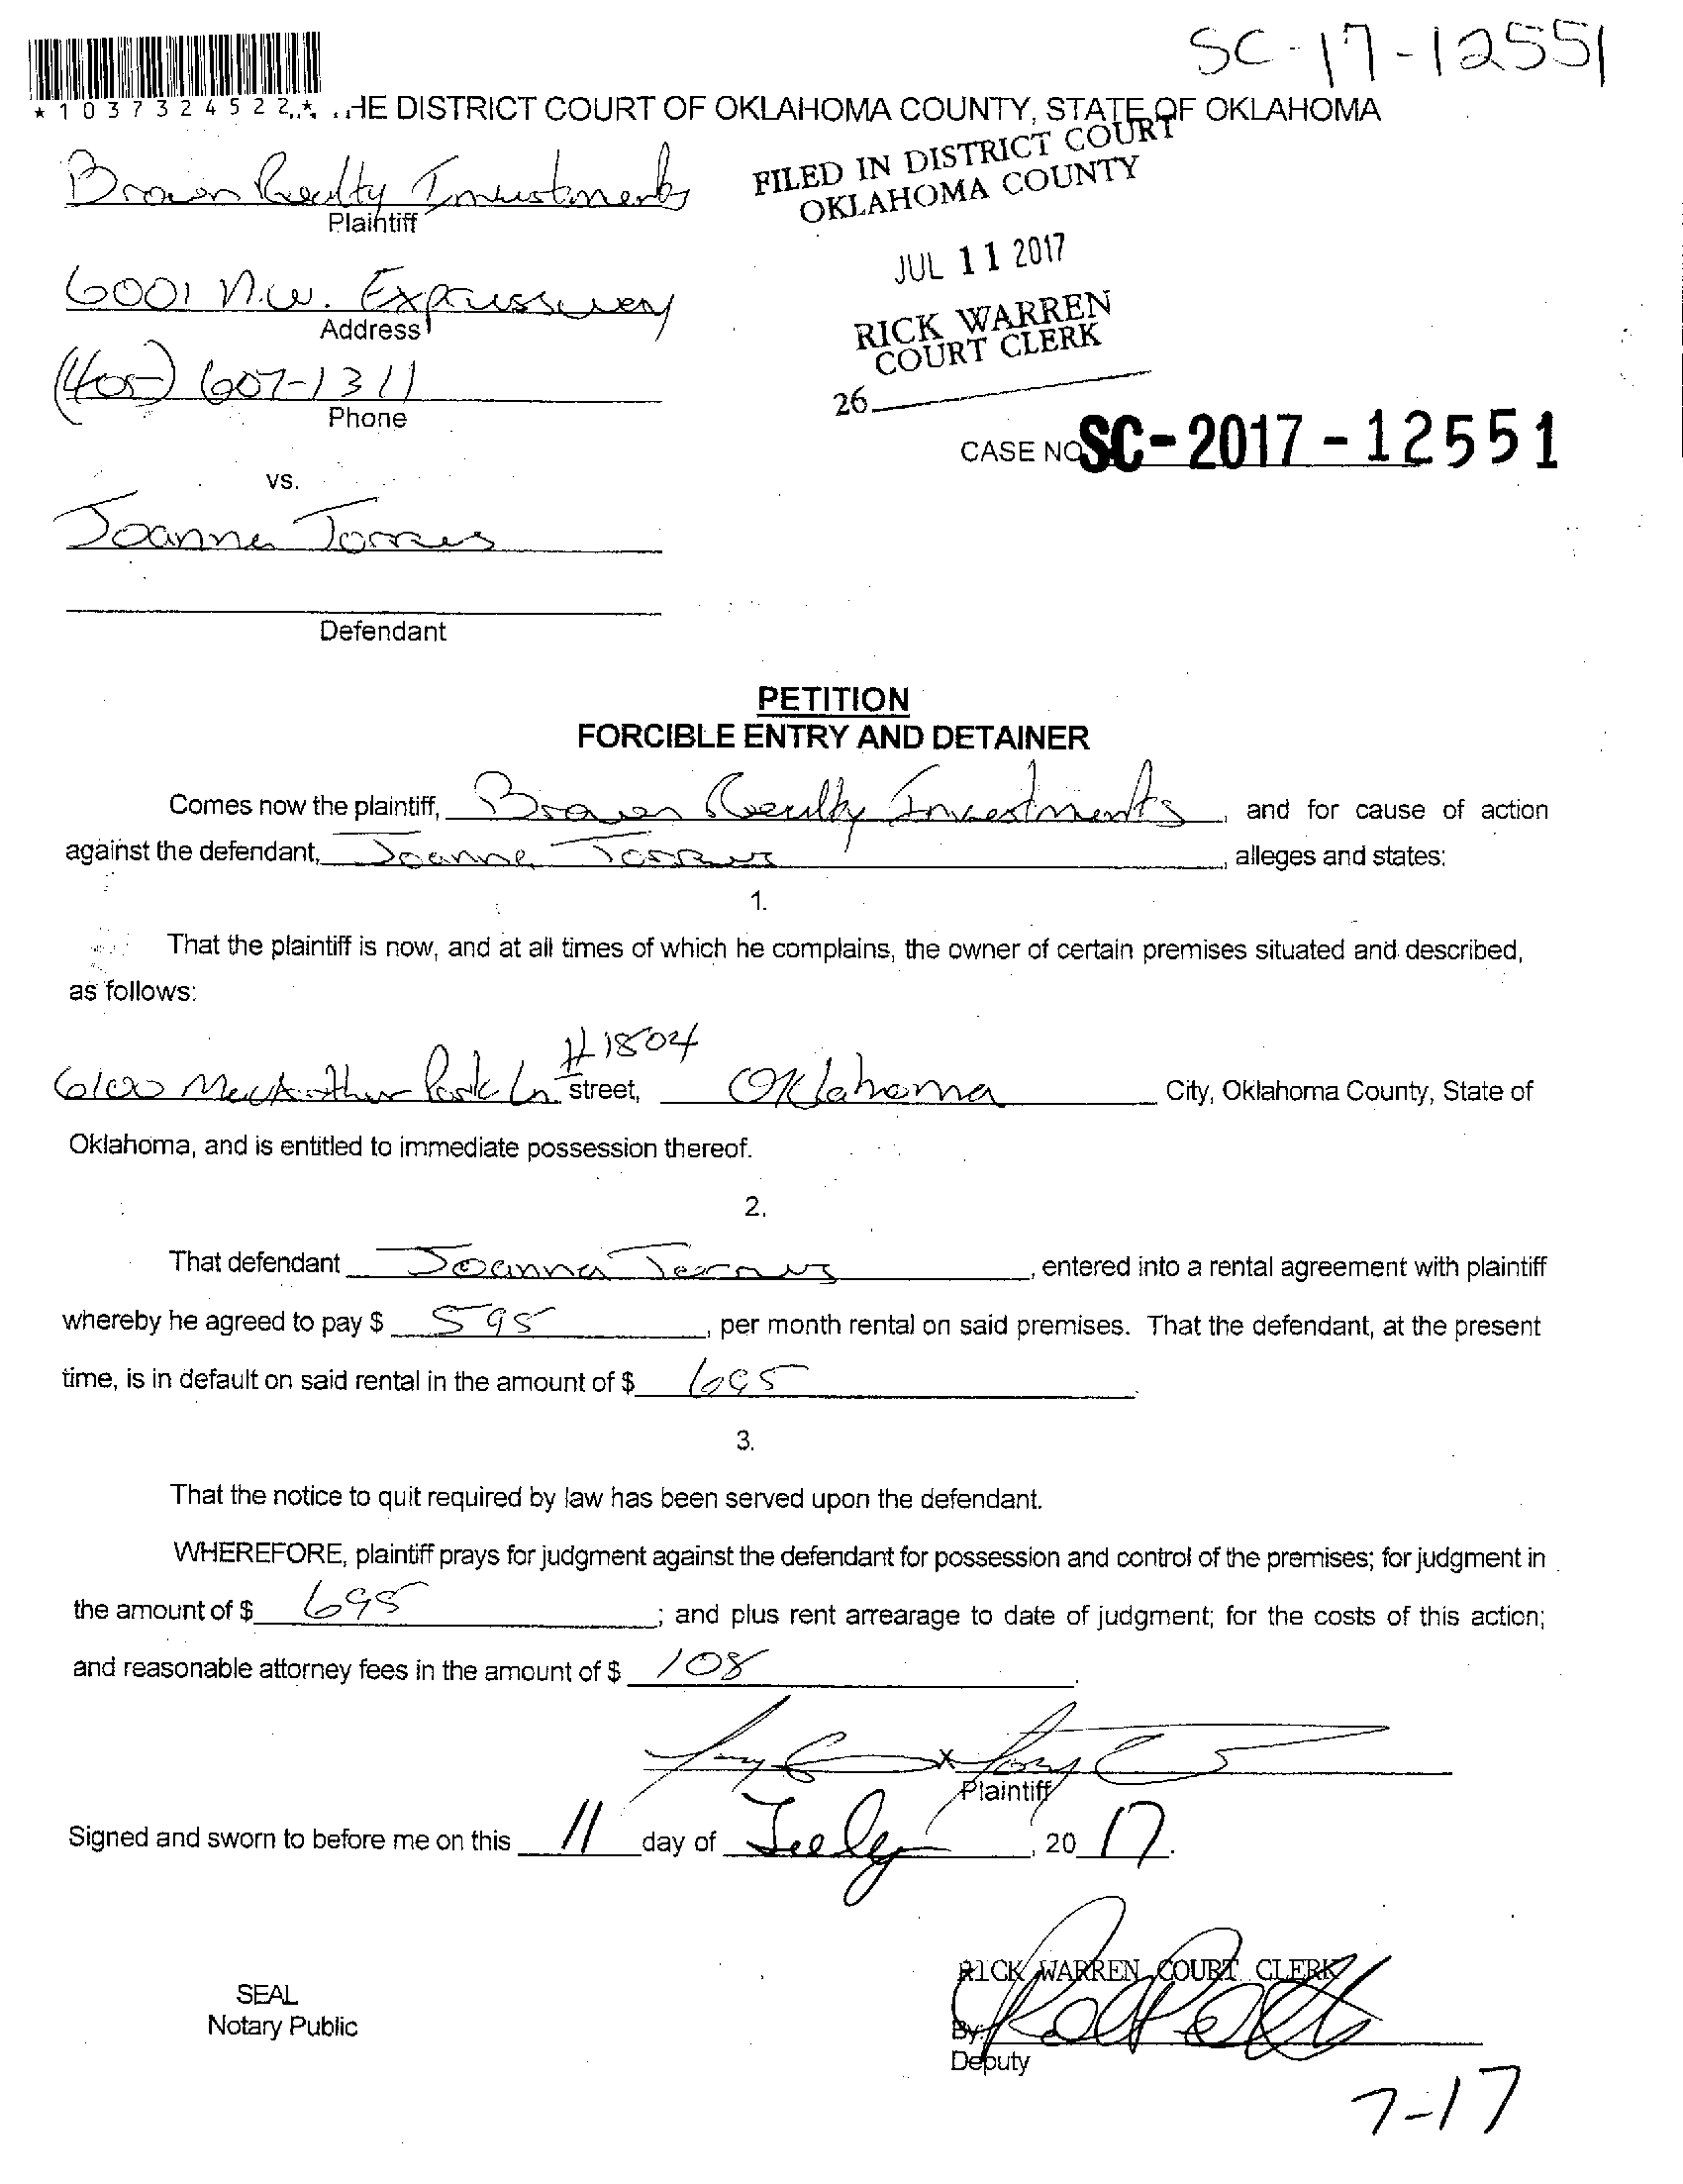 SC-17-12551
*1037324522* HE DISTRICT COURT OF OKLAHOMA COUNTY, STATE OF OKLAHOMA
Brown Realty Investments
Plaintiff
FILED IN DISTRICT COURT
OKLAHOMA COUNTY
JUL 11 2017
RICK WARREN
COURT CLERK
26
6001 N.W. Expressway
Address
(405) 607-1311
Phone
CASE NO SC-2017-12551
vs.
Joanna Torres
Defendant
PETITION
FORCIBLE ENTRY AND DETAINER
Comes now the plaintiff, Brown Realty Investments, and for cause of action
against the defendant, Joanna Torres, alleges and states:
1.
That the plaintiff is now, and at all times of which he complains, the owner of certain premises situated and described,
as follows:
#1804
6100 MacArthur Park Ln street, Oklahoma City, Oklahoma County, State of
Oklahoma, and is entitled to immediate possession thereof.
2.
That defendant Joanna Torres, entered into a rental agreement with plaintiff
whereby he agreed to pay $ 595, per month rental on said premises. That the defendant, at the present
time, is in default on said rental in the amount of $ 695
3.
That the notice to quit required by law has been served upon the defendant.
WHEREFORE, plaintiff prays for judgment against the defendant for possession and control of the premises; for judgment in
the amount of $ 695; and plus rent arrearage to date of judgment; for the costs of this action;
and reasonable attorney fees in the amount of $ 108.
x
Plaintiff
Signed and sworn to before me on this 11 day of July, 20 17.
RICK WARREN COURT CLERK
SEAL
Notary Public
By:
Deputy
7-17